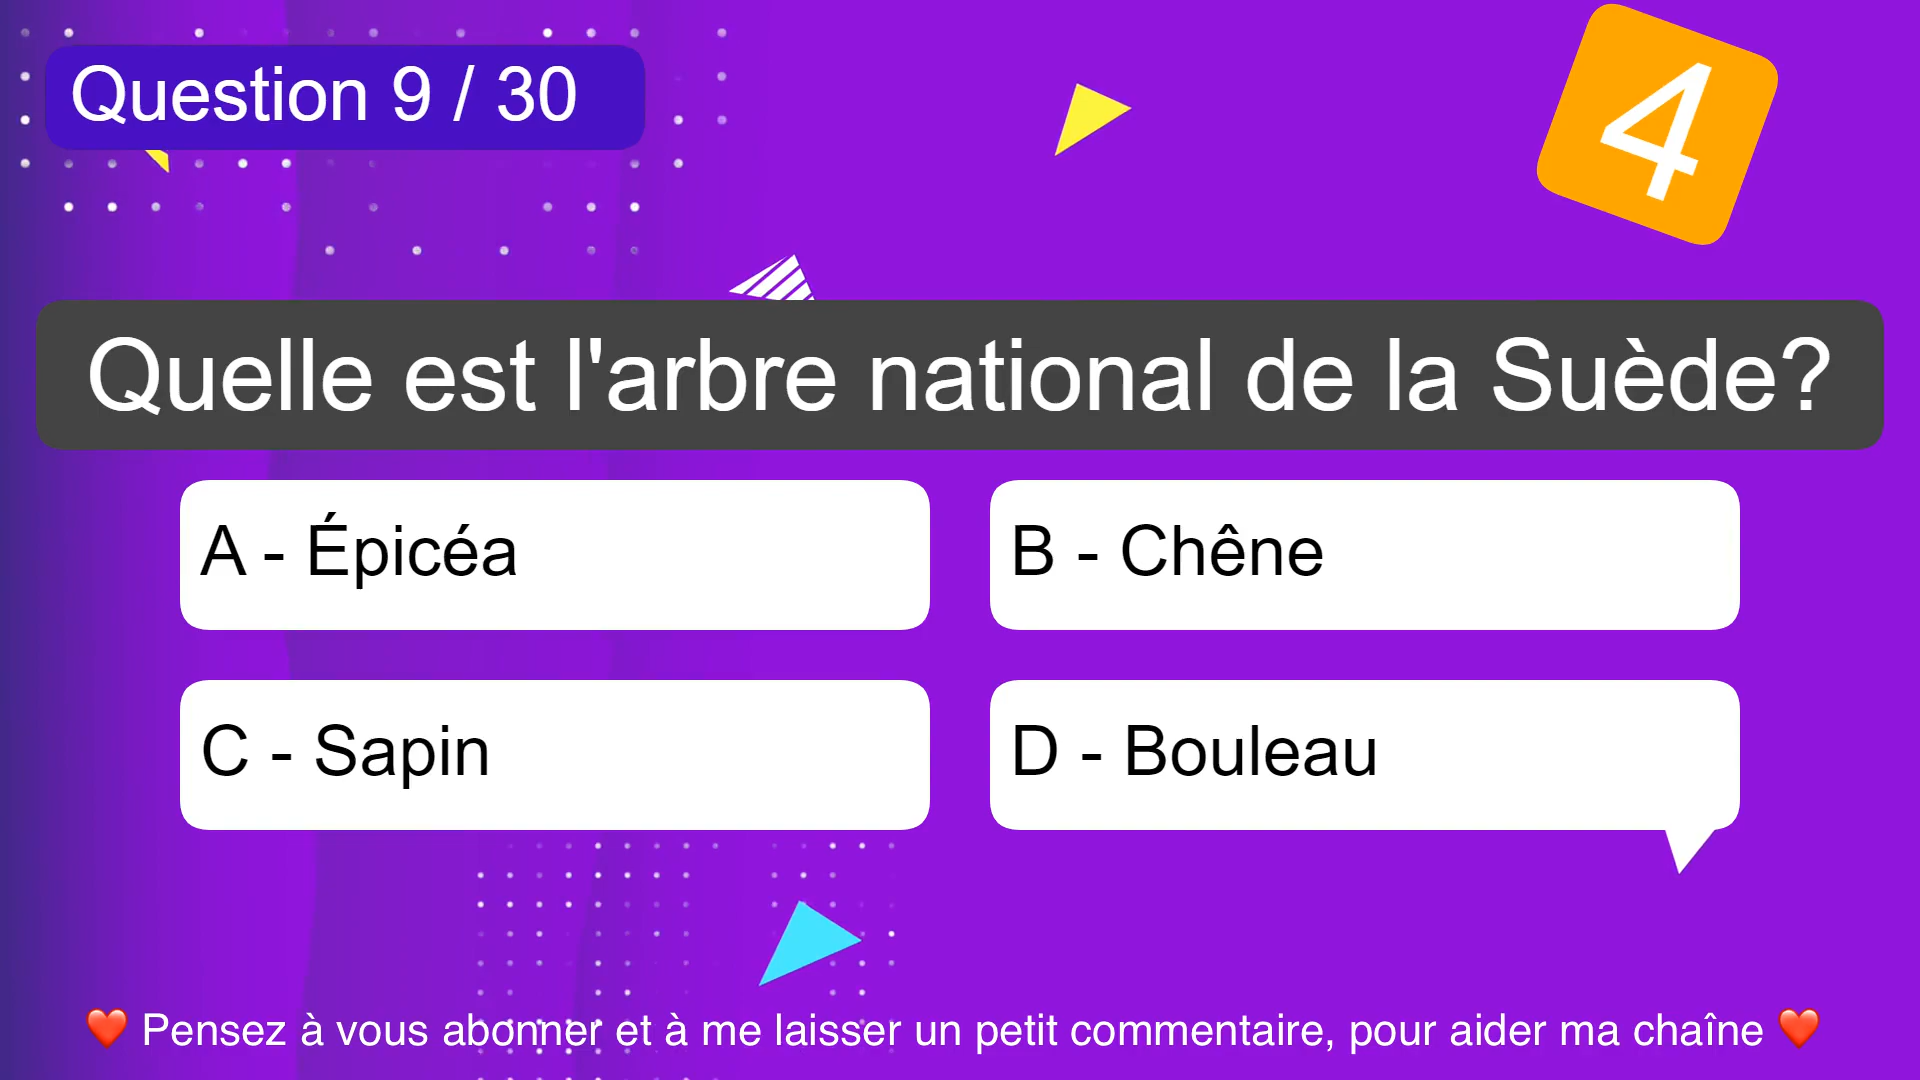 Question 9 / 30
4
Quelle est l'arbre national de la Suède?
A - Épicéa
B - Chêne
C - Sapin
D - Bouleau
❤️ Pensez à vous abonner et à me laisser un petit commentaire, pour aider ma chaîne ❤️